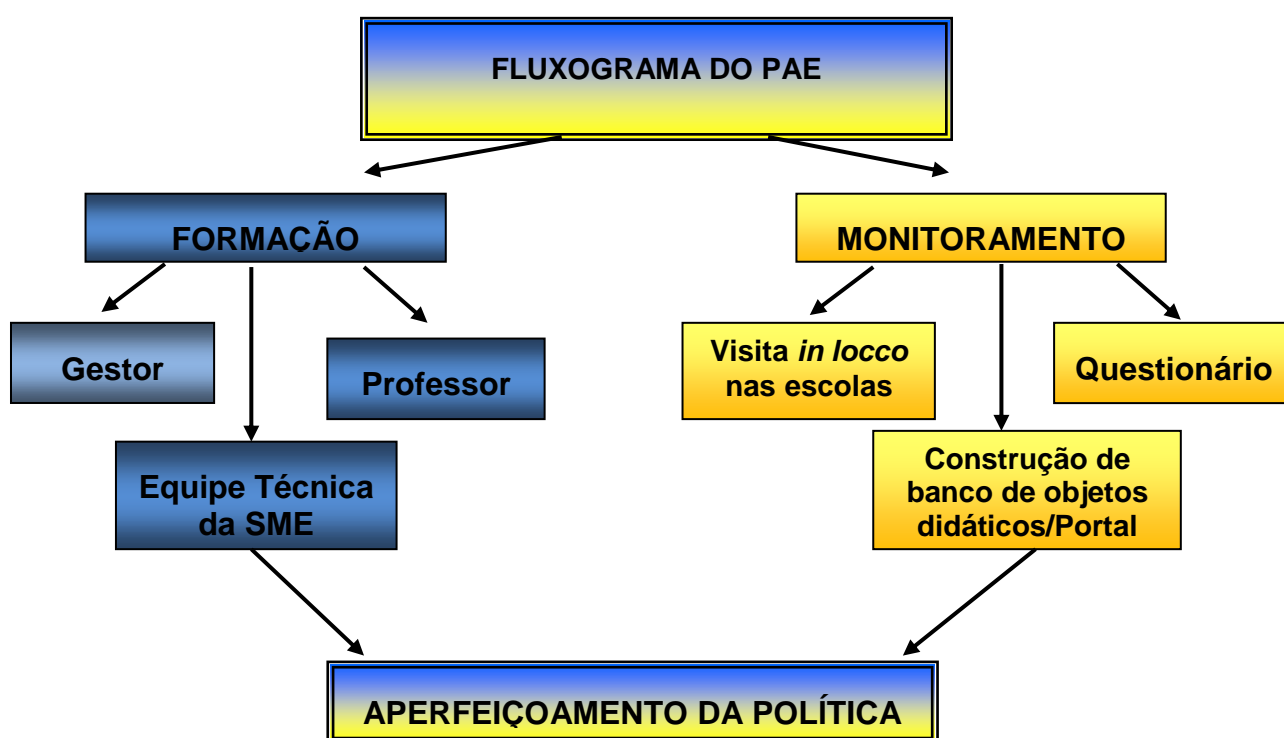 FLUXOGRAMA DO PAE
FORMAÇÃO
MONITORAMENTO
Gestor
Professor
Visita in locco
nas escolas
Questionário
Equipe Técnica
da SME
Construção de
banco de objetos
didáticos/Portal
APERFEIÇOAMENTO DA POLÍTICA